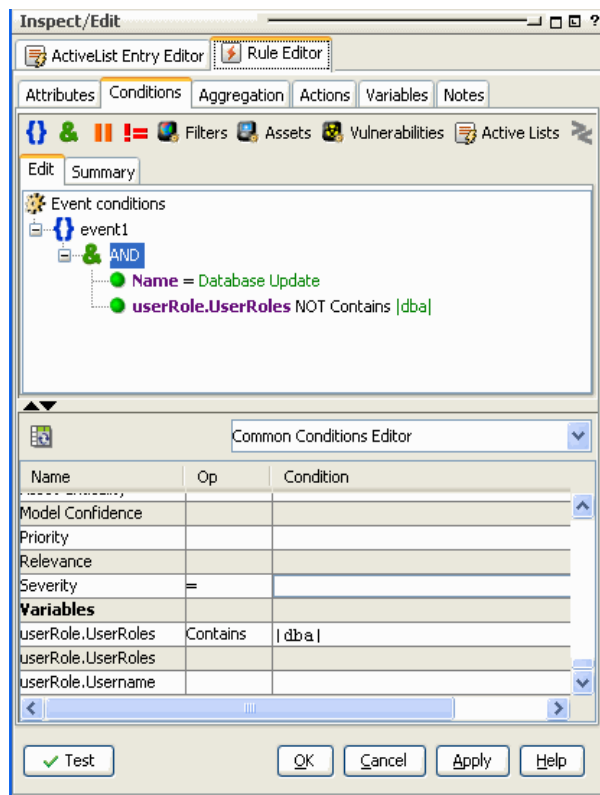 Inspect/Edit ?
ActiveList Entry Editor Rule Editor
Attributes Conditions Aggregation Actions Variables Notes
{} & != Filters Assets Vulnerabilities Active Lists
Edit Summary
Event conditions
{} event1
& AND
Name = Database Update
userRole.UserRoles NOT Contains |dba|
Common Conditions Editor
Name Op Condition
Model Confidence
Priority
Relevance
Severity =
Variables
userRole.UserRoles Contains |dba|
userRole.UserRoles
userRole.Username
Test OK Cancel Apply Help